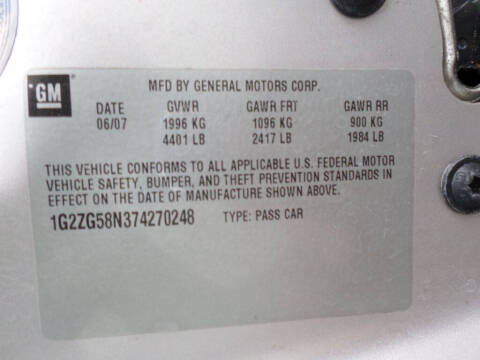 GM
MFD BY GENERAL MOTORS CORP.
DATE GVWR GAWR FRT GAWR RR
06/07 1996 KG 1096 KG 900 KG
4401 LB 2417 LB 1984 LB
THIS VEHICLE CONFORMS TO ALL APPLICABLE U.S. FEDERAL MOTOR
VEHICLE SAFETY, BUMPER, AND THEFT PREVENTION STANDARDS IN
EFFECT ON THE DATE OF MANUFACTURE SHOWN ABOVE.
1G2ZG58N374270248 TYPE: PASS CAR